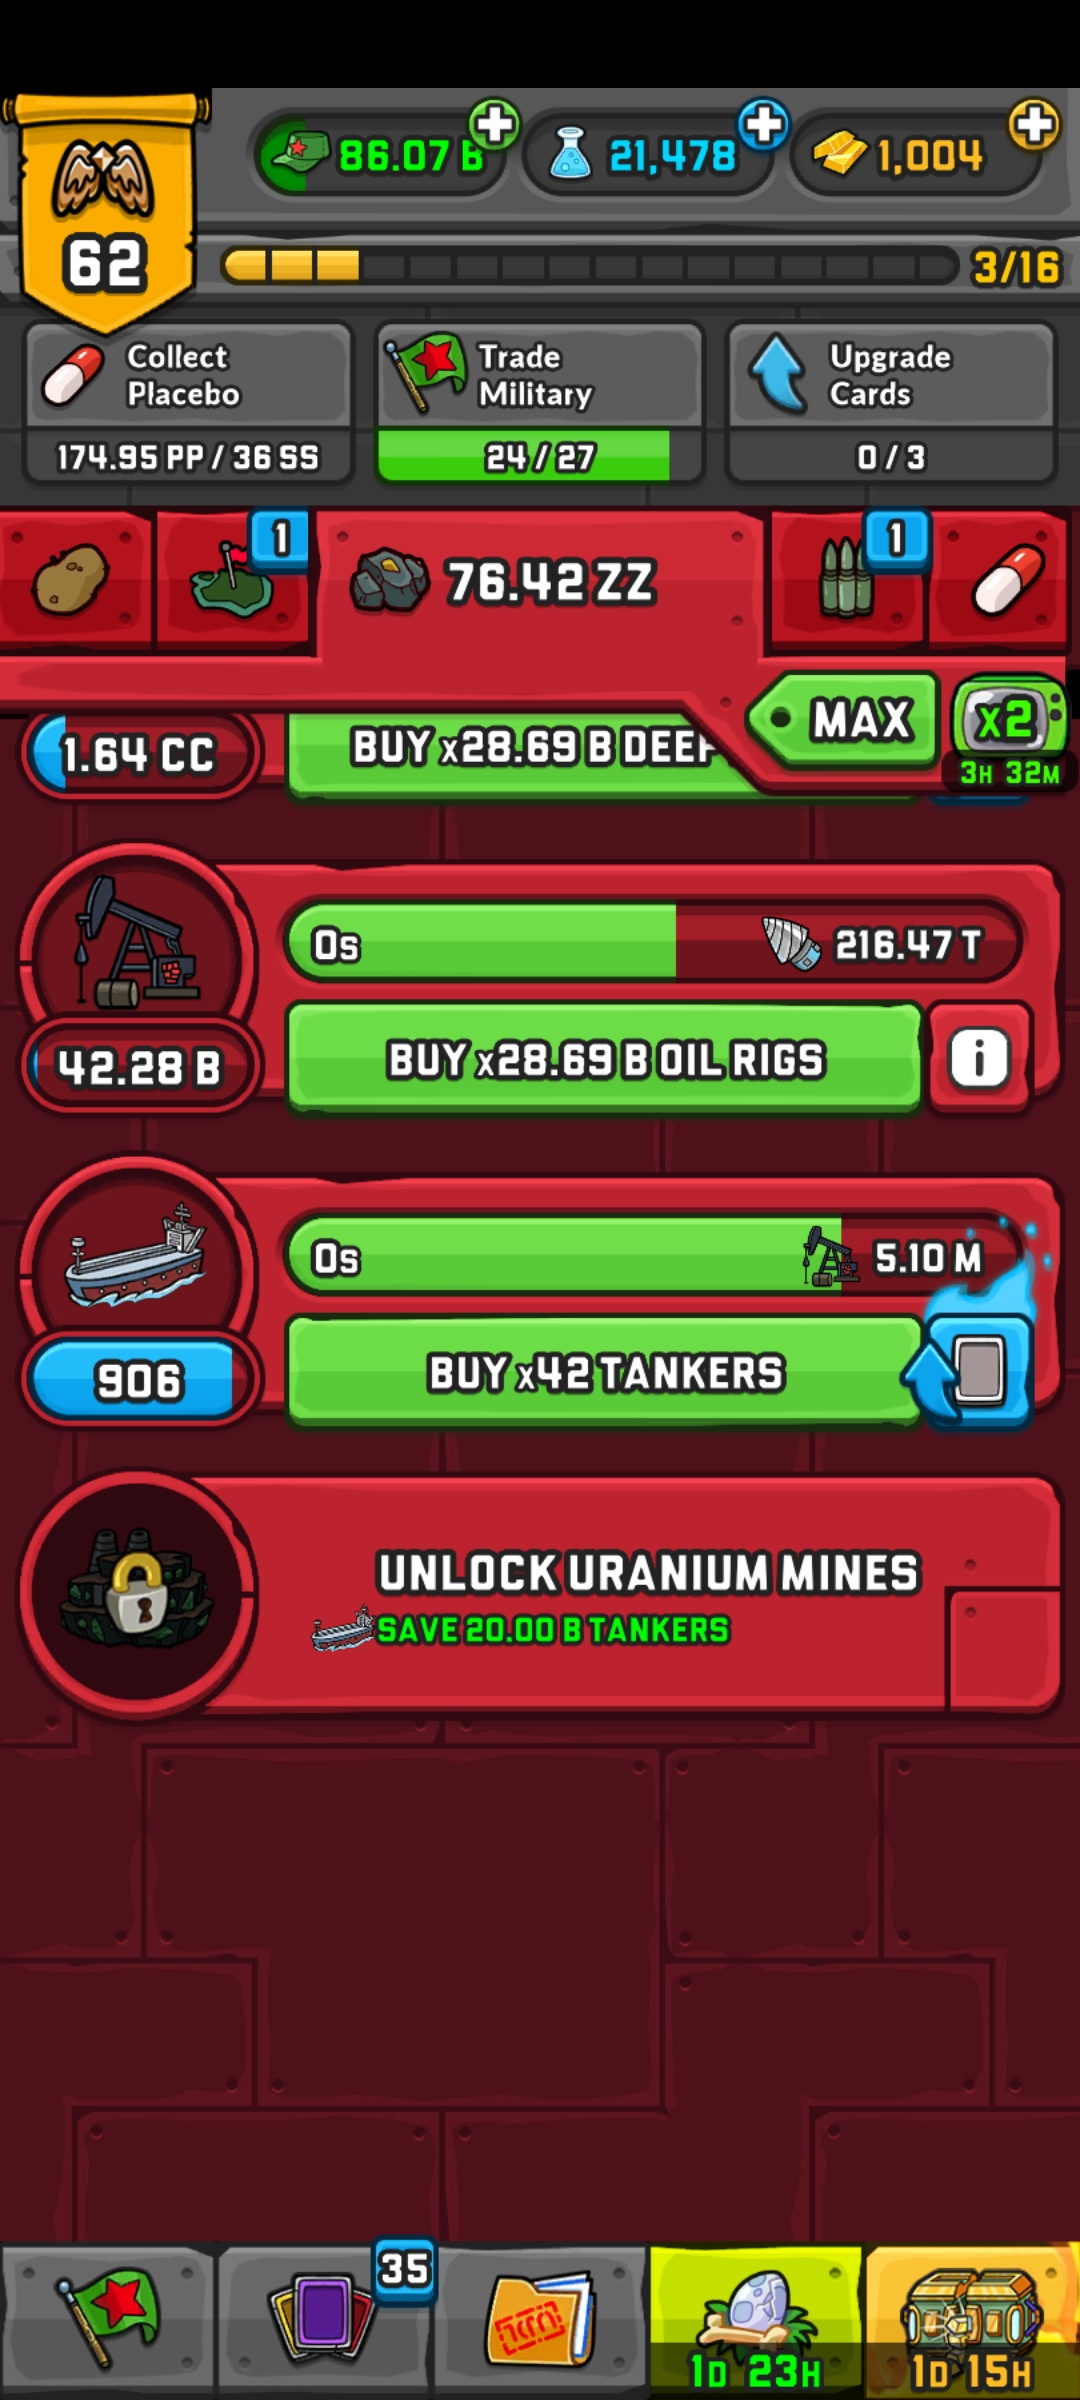 86.07 B
21,478
1,004
62
3/16
Collect
Placebo
174.95 PP / 36 SS
Trade
Military
24 / 27
Upgrade
Cards
0 / 3
1
76.42 ZZ
1
MAX
x2
3H 32M
1.64 CC
BUY x28.69 B DEEP
0s
216.47 T
42.28 B
BUY x28.69 B OIL RIGS
i
0s
5.10 M
906
BUY x42 TANKERS
UNLOCK URANIUM MINES
SAVE 20.00 B TANKERS
35
1D 23H
1D 15H